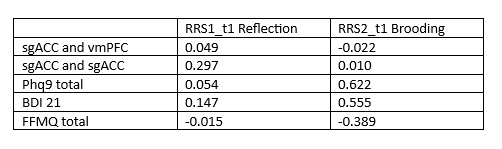 RRS1_t1 Reflection RRS2_t1 Brooding
sgACC and vmPFC 0.049 -0.022
sgACC and sgACC 0.297 0.010
Phq9 total 0.054 0.622
BDI 21 0.147 0.555
FFMQ total -0.015 -0.389